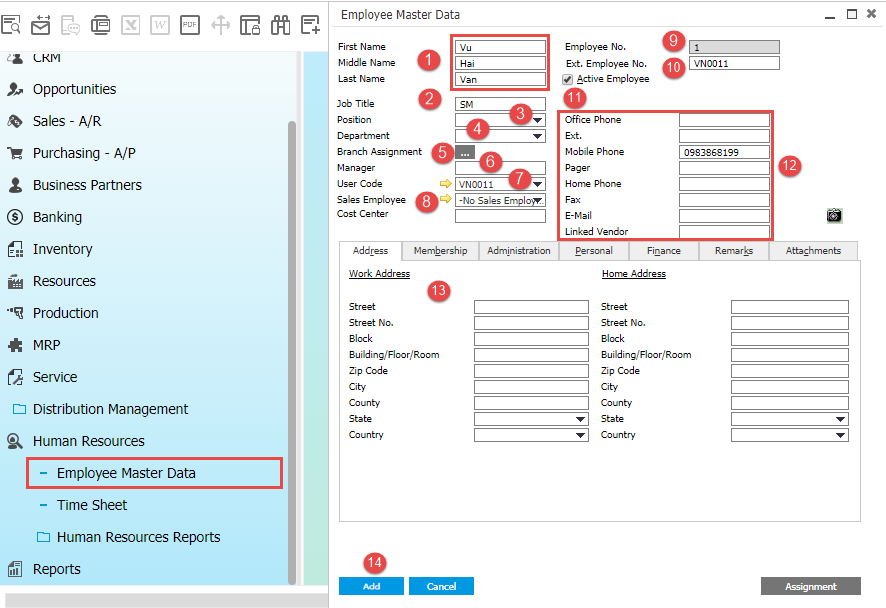 PDF
CRM
Opportunities
Sales - A/R
Purchasing - A/P
Business Partners
Banking
Inventory
Resources
Production
MRP
Service
Distribution Management
Human Resources
Employee Master Data
Time Sheet
Human Resources Reports
Reports
Employee Master Data
First Name Vu
Middle Name 1 Hai
Last Name Van
Job Title 2 SM
Position 3
Department 4
Branch Assignment 5 ...
Manager 6
User Code VN0011 7
Sales Employee 8 -No Sales Employ...
Cost Center
Employee No. 9 1
Ext. Employee No. 10 VN0011
Active Employee
11
Office Phone
Ext.
Mobile Phone 0983868199
Pager 12
Home Phone
Fax
E-Mail
Linked Vendor
Address Membership Administration Personal Finance Remarks Attachments
Work Address Home Address
13
Street Street
Street No. Street No.
Block Block
Building/Floor/Room Building/Floor/Room
Zip Code Zip Code
City City
County County
State State
Country Country
14
Add Cancel Assignment